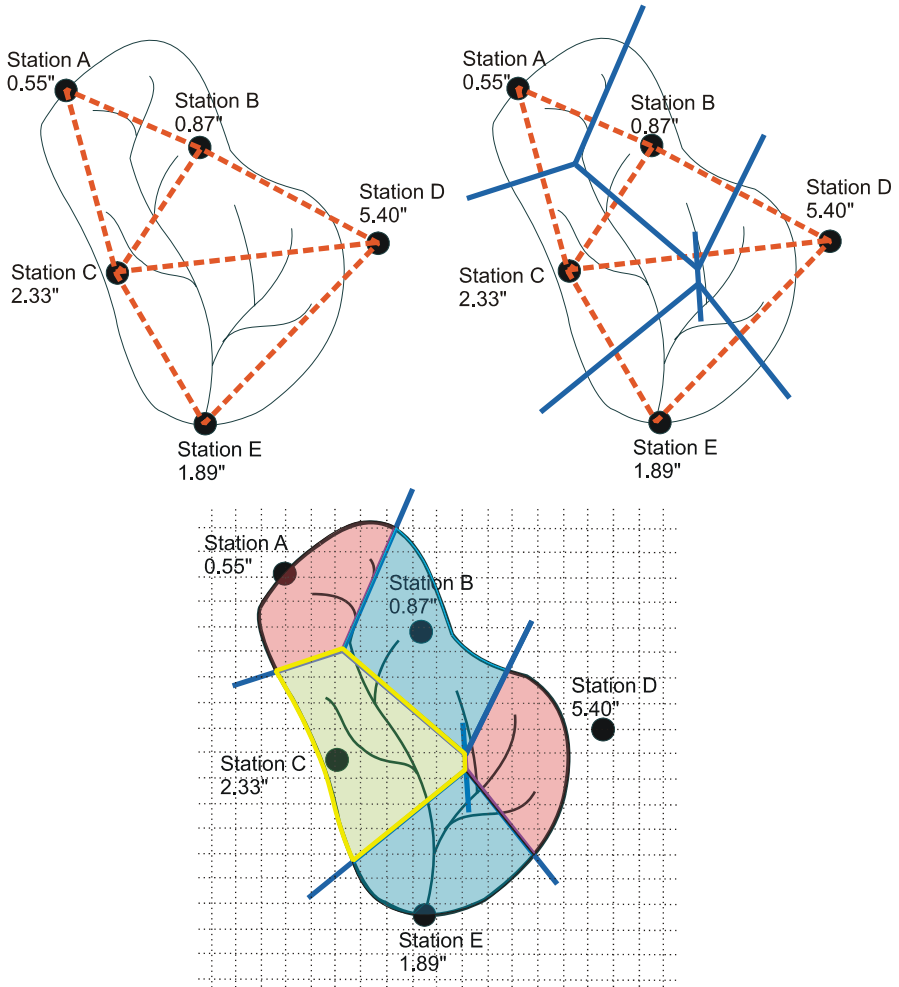 Station A
0.55"
Station B
0.87"
Station D
5.40"
Station C
2.33"
Station E
1.89"
Station A
0.55"
Station B
0.87"
Station D
5.40"
Station C
2.33"
Station E
1.89"
Station A
0.55"
Station B
0.87"
Station D
5.40"
Station C
2.33"
Station E
1.89"